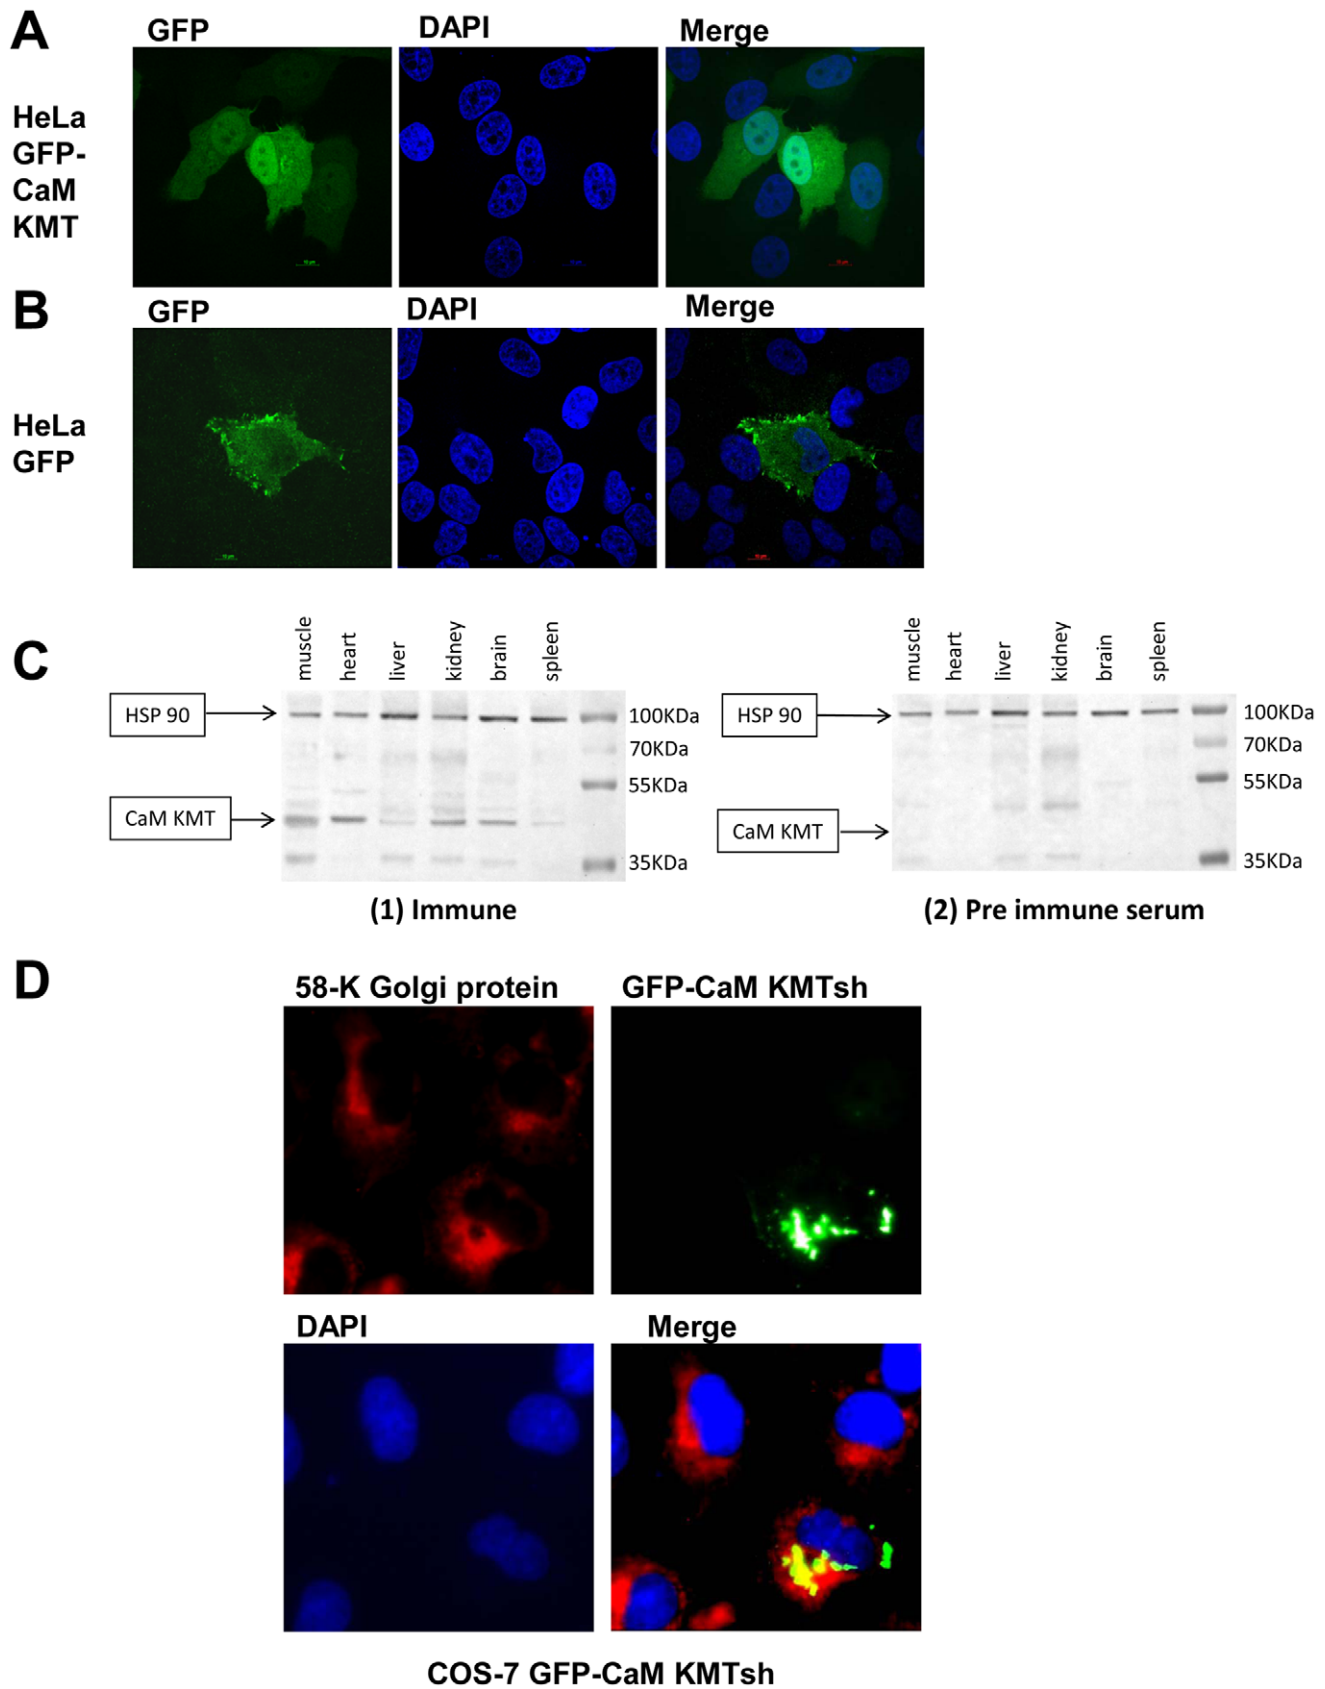 A
GFP
DAPI
Merge
HeLa
GFP-
CaM
KMT
B
GFP
DAPI
Merge
HeLa
GFP
C
muscle
heart
liver
kidney
brain
spleen
HSP 90
100KDa
70KDa
55KDa
CaM KMT
35KDa
(1) Immune
muscle
heart
liver
kidney
brain
spleen
HSP 90
100KDa
70KDa
55KDa
CaM KMT
35KDa
(2) Pre immune serum
D
58-K Golgi protein
GFP-CaM KMTsh
DAPI
Merge
COS-7 GFP-CaM KMTsh